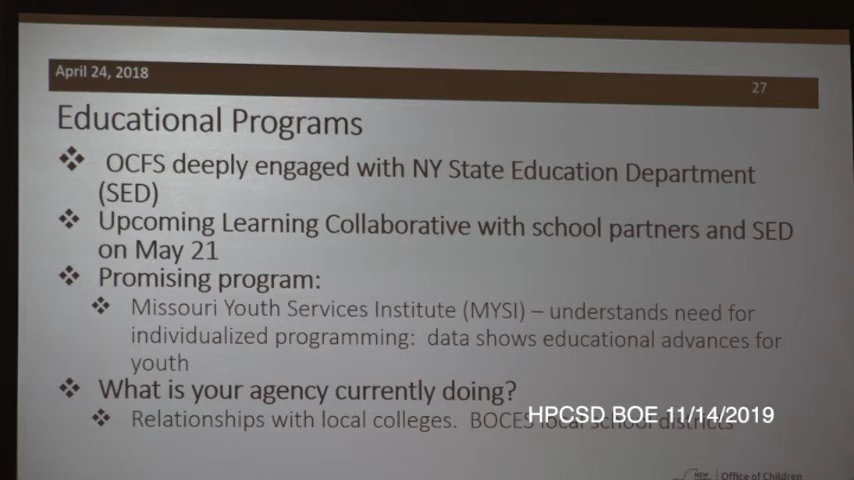 April 24, 2018
27
Educational Programs
❖ OCFS deeply engaged with NY State Education Department
(SED)
❖ Upcoming Learning Collaborative with school partners and SED
on May 21
❖ Promising program:
❖ Missouri Youth Services Institute (MYSI) – understands need for
individualized programming: data shows educational advances for
youth
❖ What is your agency currently doing?
❖ Relationships with local colleges. BOCES local school districts
HPCSD BOE 11/14/2019
NEW
Office of Children